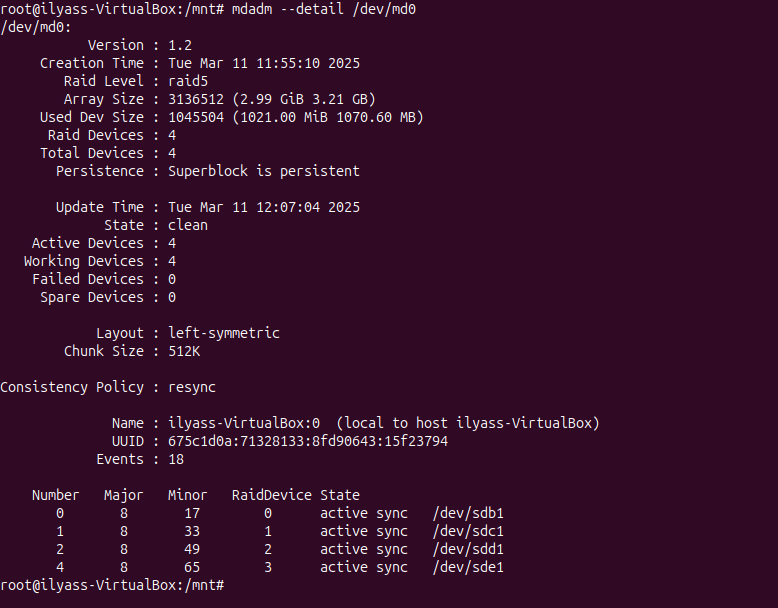 root@ilyass-VirtualBox:/mnt# mdadm --detail /dev/md0
/dev/md0:
Version : 1.2
Creation Time : Tue Mar 11 11:55:10 2025
Raid Level : raid5
Array Size : 3136512 (2.99 GiB 3.21 GB)
Used Dev Size : 1045504 (1021.00 MiB 1070.60 MB)
Raid Devices : 4
Total Devices : 4
Persistence : Superblock is persistent
Update Time : Tue Mar 11 12:07:04 2025
State : clean
Active Devices : 4
Working Devices : 4
Failed Devices : 0
Spare Devices : 0
Layout : left-symmetric
Chunk Size : 512K
Consistency Policy : resync
Name : ilyass-VirtualBox:0  (local to host ilyass-VirtualBox)
UUID : 675c1d0a:71328133:8fd90643:15f23794
Events : 18
Number   Major   Minor   RaidDevice State
0       8       17        0      active sync   /dev/sdb1
1       8       33        1      active sync   /dev/sdc1
2       8       49        2      active sync   /dev/sdd1
4       8       65        3      active sync   /dev/sde1
root@ilyass-VirtualBox:/mnt#